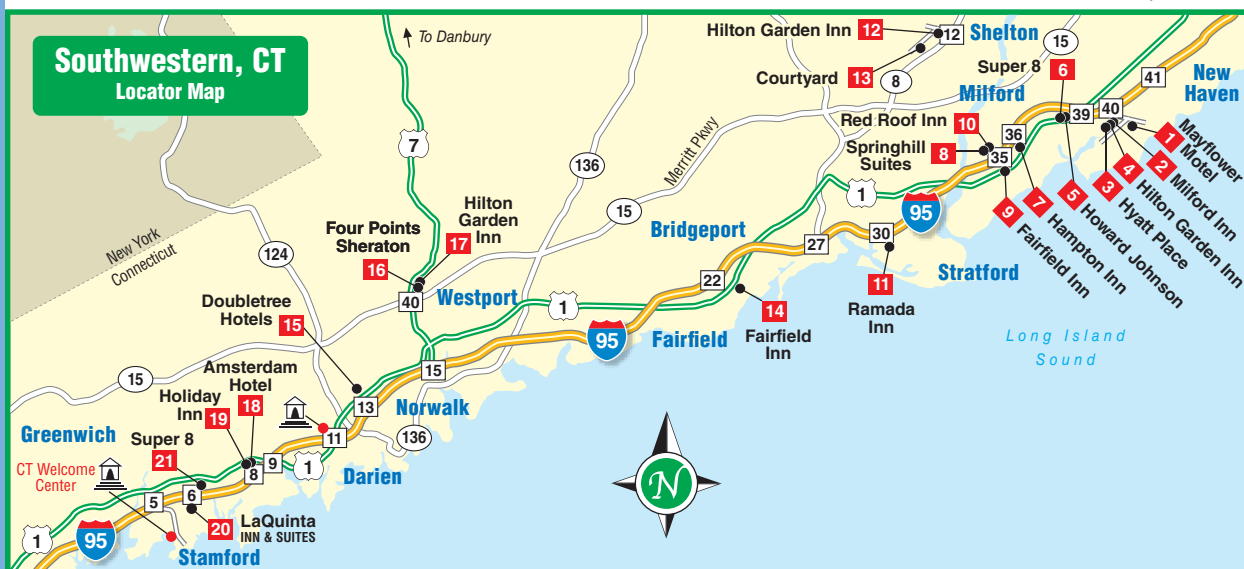 Southwestern, CT
Locator Map
To Danbury
Hilton Garden Inn 12
12
Shelton
15
Courtyard 13
8
Super 8
6
41
New
Haven
Milford
39
40
Red Roof Inn
10
36
Springhill
Suites
8
35
1
Mayflower
Motel
2
Milford Inn
4
Hilton Garden Inn
3
Hyatt Place
5
Howard Johnson
7
Hampton Inn
9
Fairfield Inn
7
136
Merritt Pkwy
15
1
95
New York
Connecticut
124
Four Points
Sheraton
16
Hilton
Garden
Inn
17
Bridgeport
27
30
Stratford
11
Ramada
Inn
40
Westport
1
22
14
Fairfield
Inn
Long Island
Sound
Doubletree
Hotels
15
95
Fairfield
15
15
Amsterdam
Hotel
18
Holiday
Inn
19
13
Norwalk
136
11
Greenwich
Super 8
21
8
9
1
Darien
CT Welcome
Center
5
6
20
LaQuinta
INN & SUITES
1
95
Stamford
N